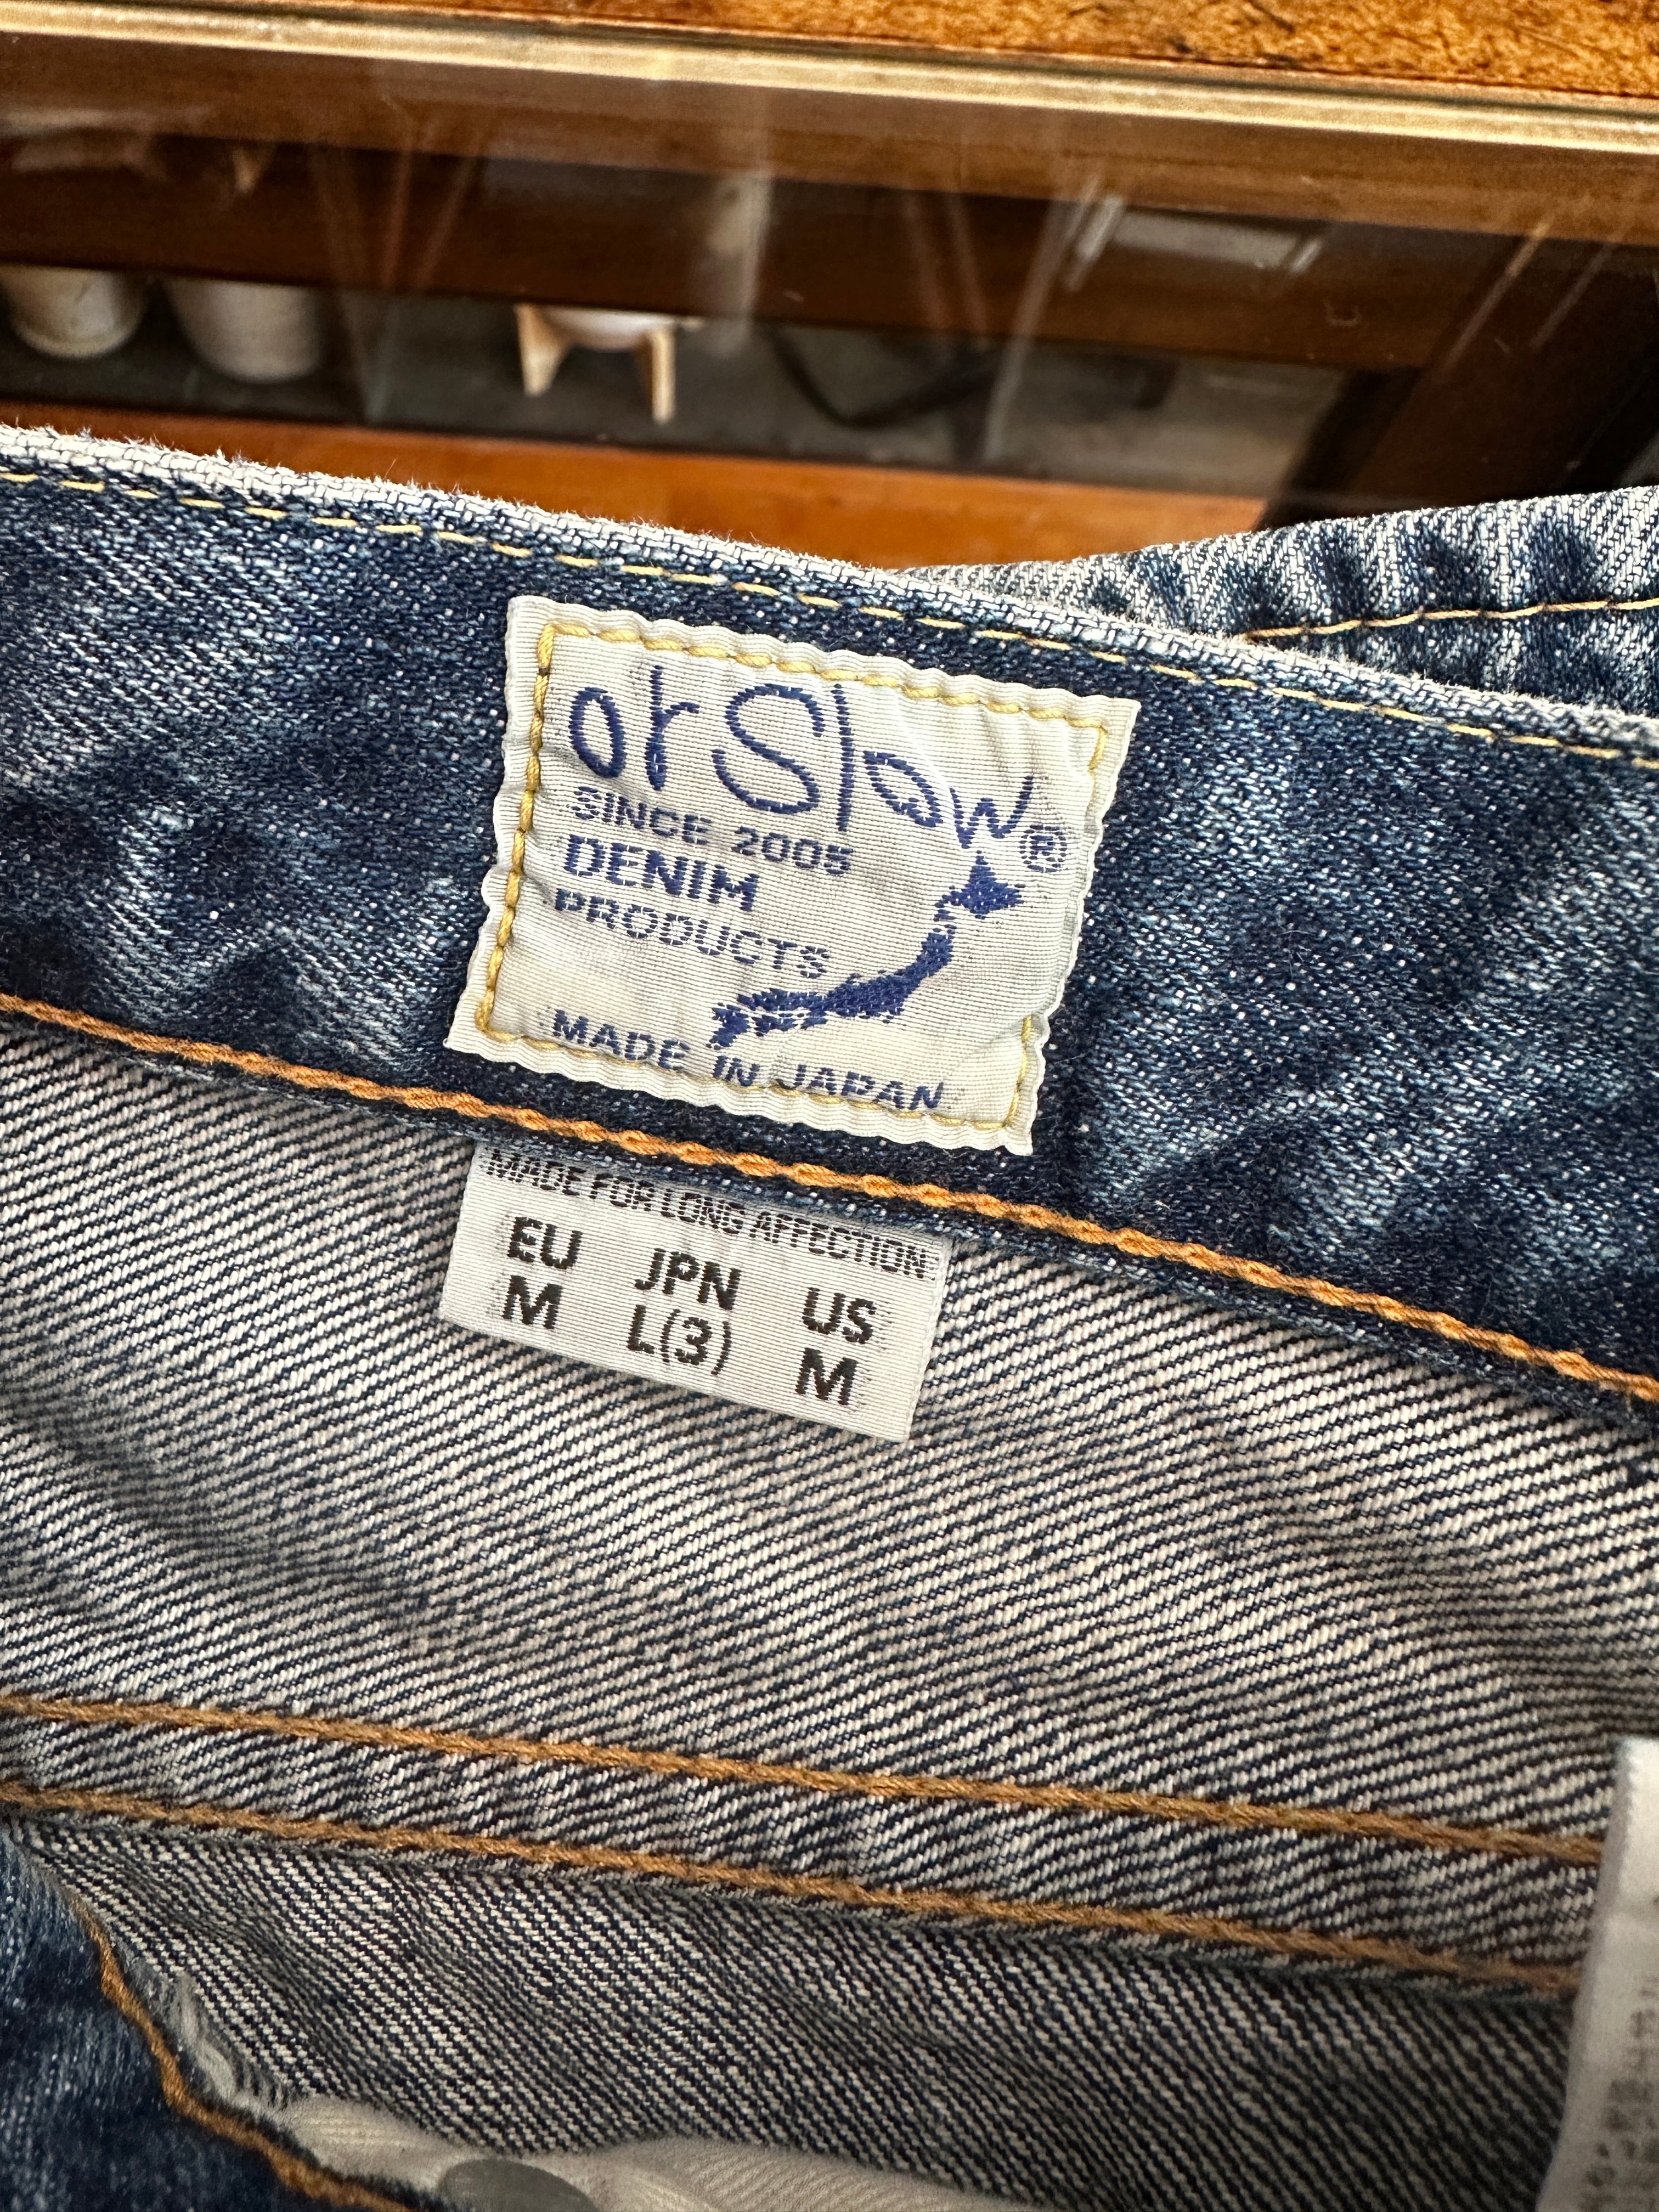 orSlow®
SINCE 2005
DENIM
PRODUCTS
MADE IN JAPAN
MADE FOR LONG AFFECTION
EU JPN US
M L(3) M